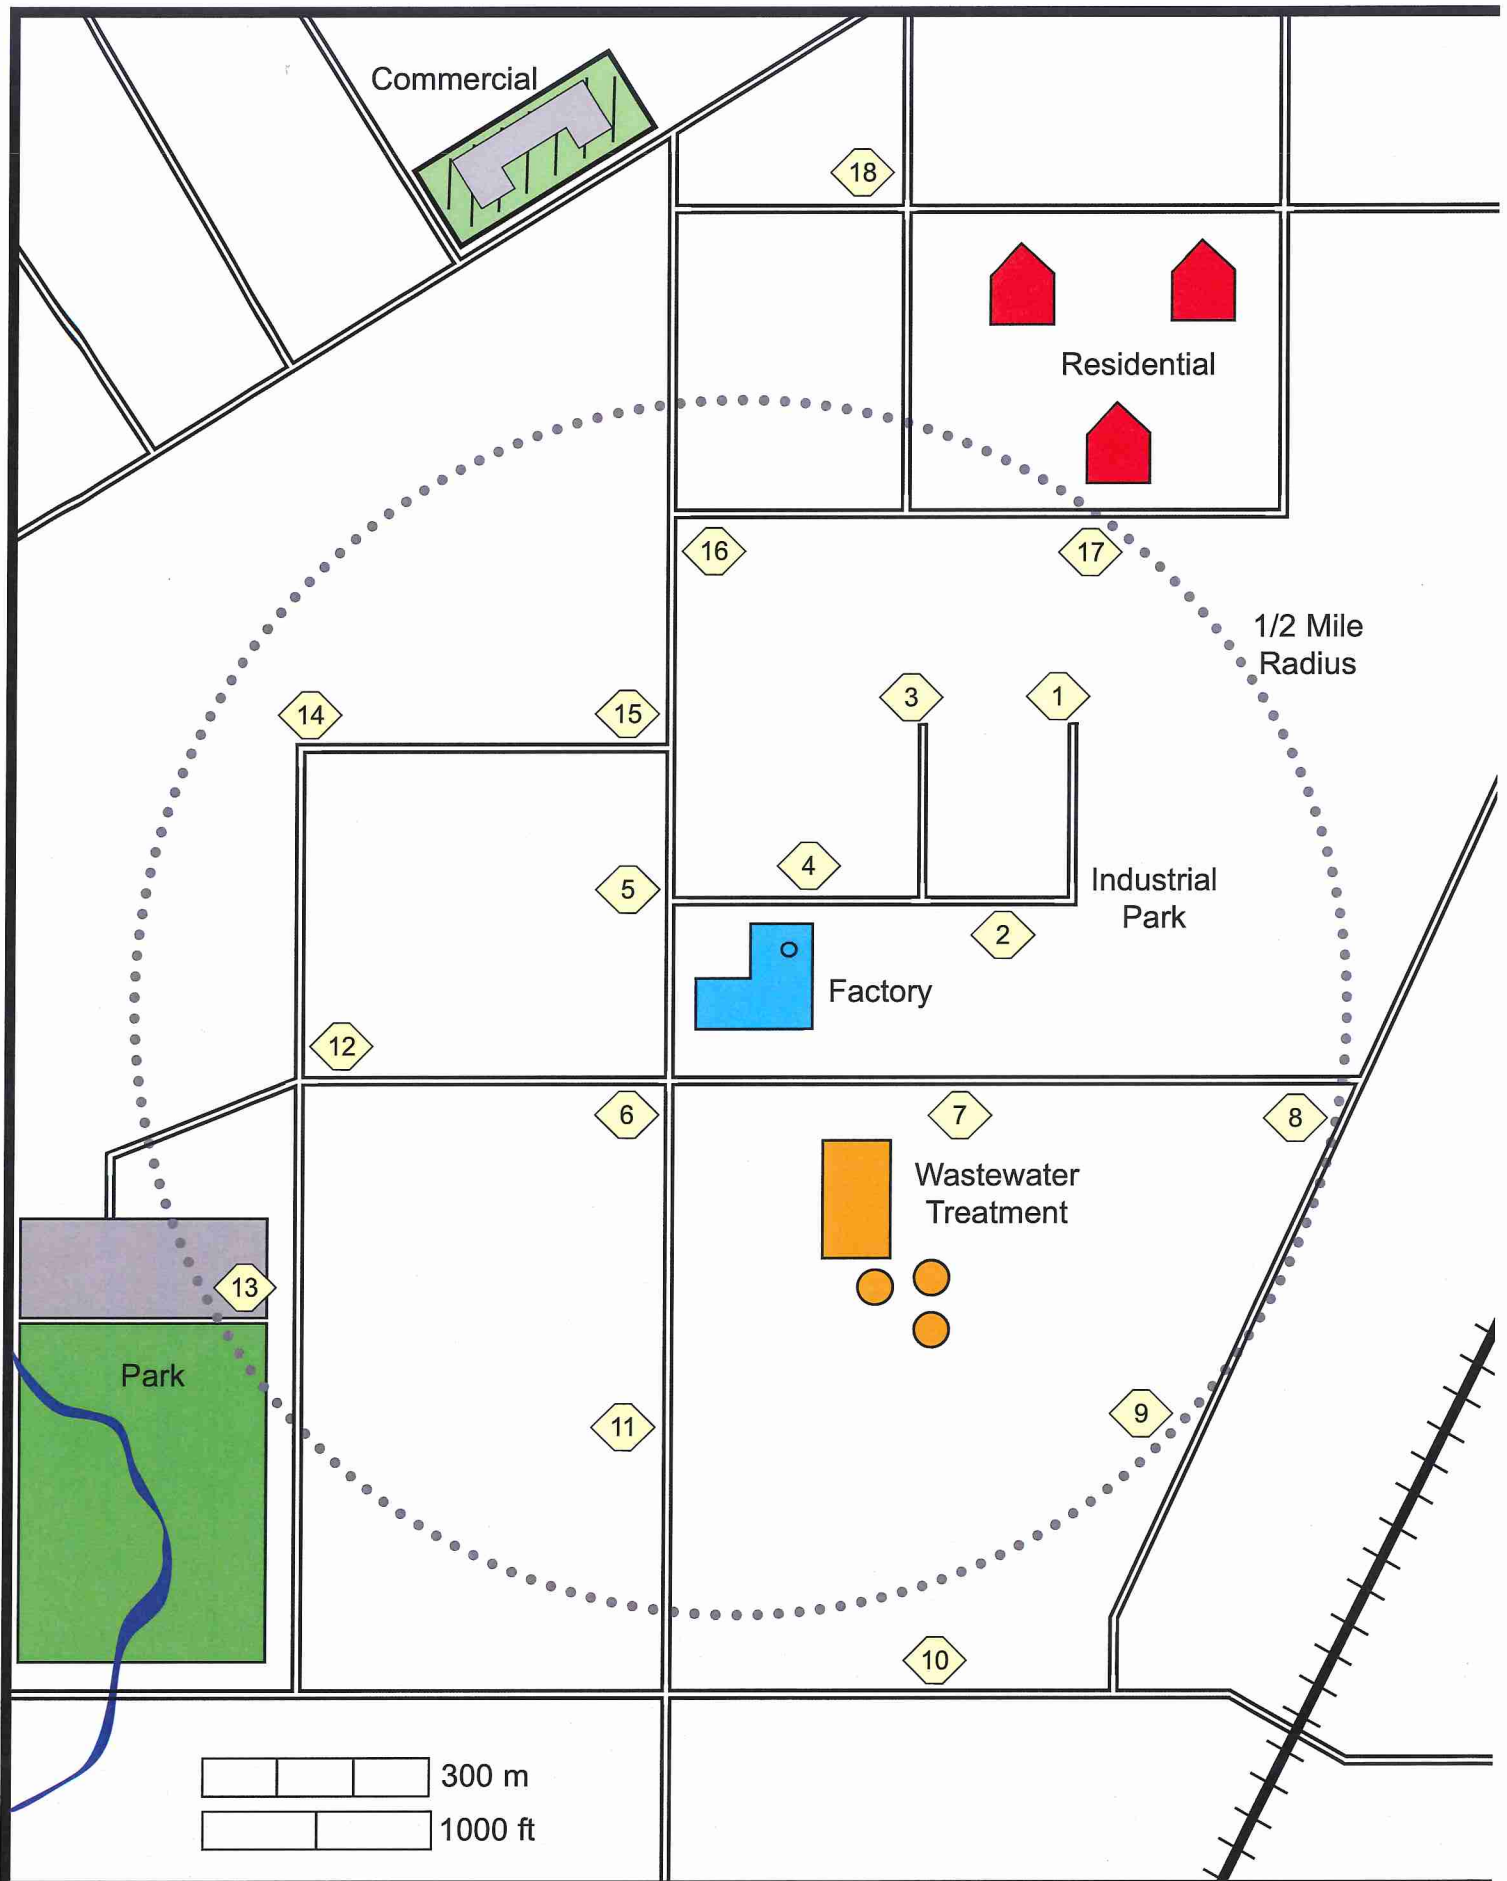 Commercial
18
Residential
16
17
1/2 Mile
Radius
14
15
3
1
4
5
Industrial
Park
2
Factory
12
6
7
8
Wastewater
Treatment
13
Park
11
9
10
300 m
1000 ft